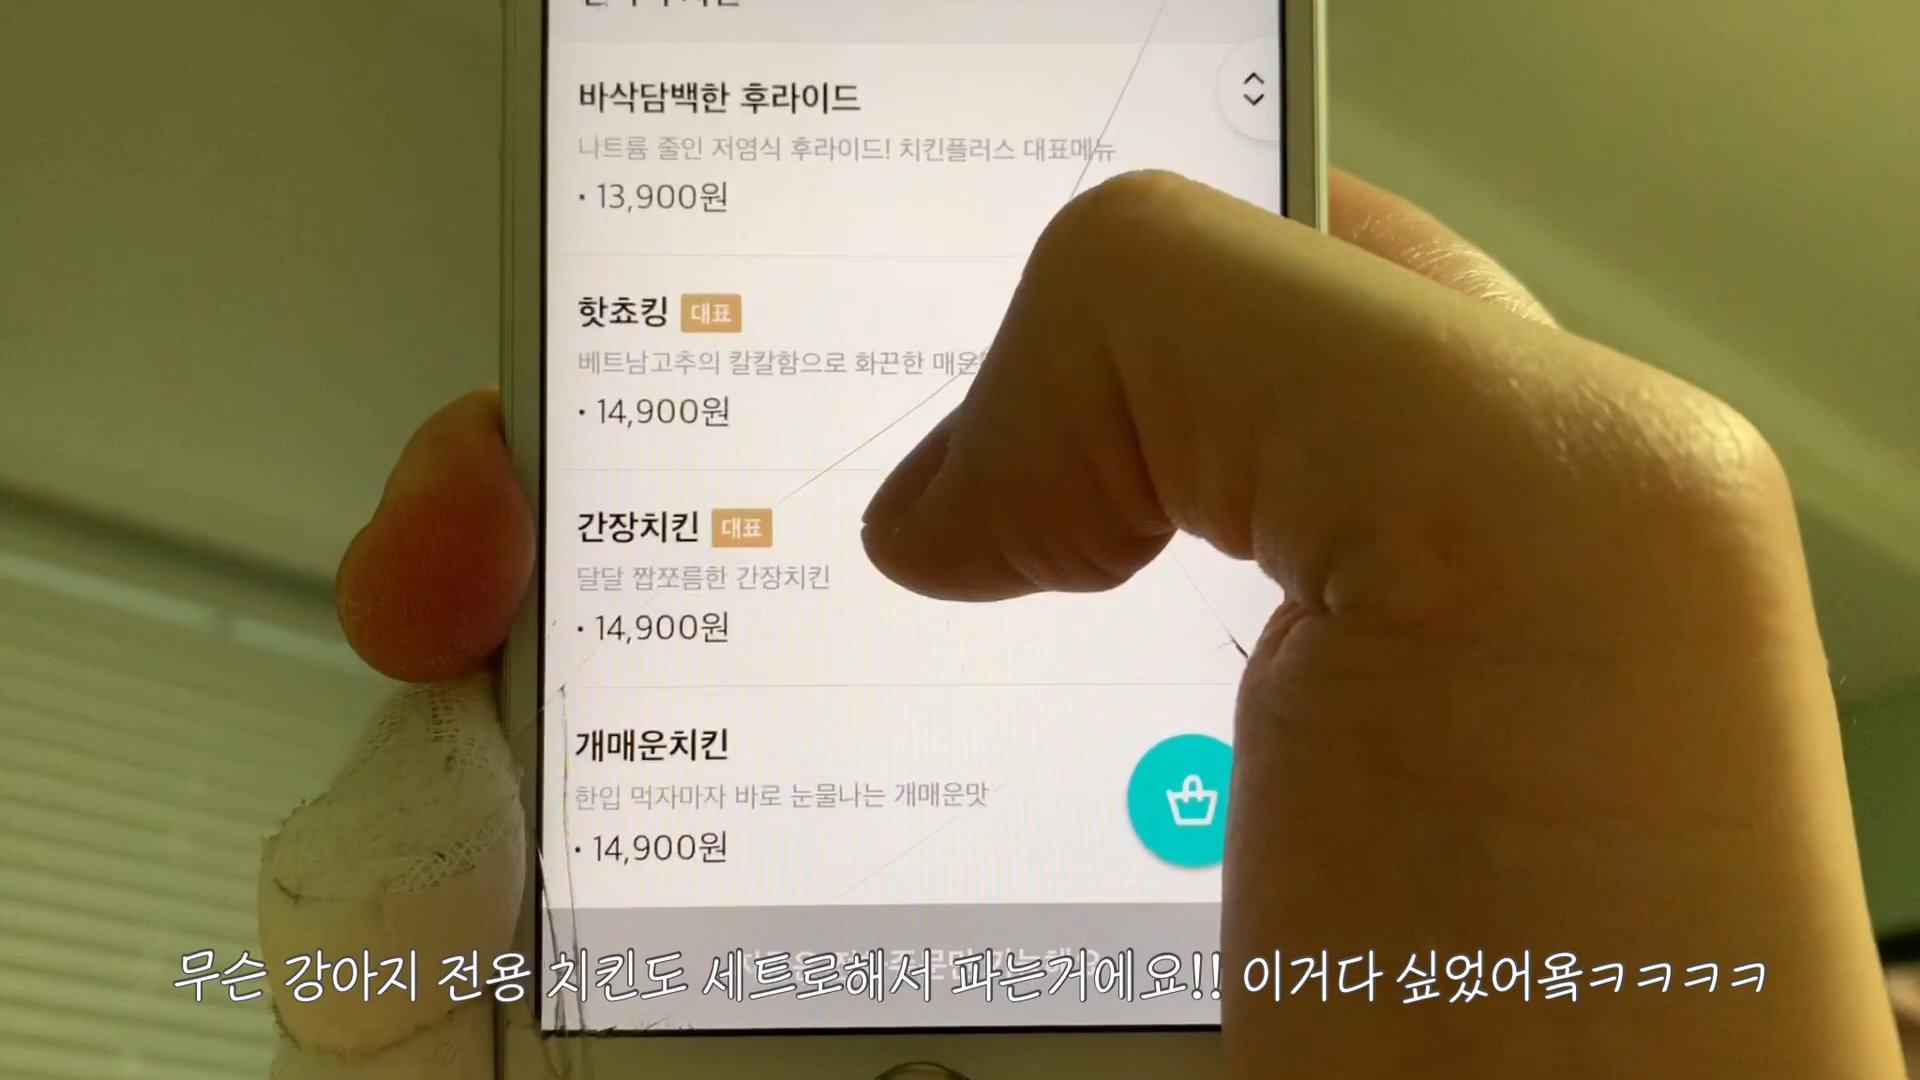 바삭담백한 후라이드
나트륨 줄인 저염식 후라이드! 치킨플러스 대표메뉴
· 13,900원
핫쵸킹 대표
베트남고추의 칼칼함으로 화끈한 매운
· 14,900원
간장치킨 대표
달달 짭쪼름한 간장치킨
· 14,900원
개매운치킨
한입 먹자마자 바로 눈물나는 개매운맛
· 14,900원
무슨 강아지 전용 치킨도 세트로해서 파는거에요!! 이거다 싶었어욬ㅋㅋㅋㅋ